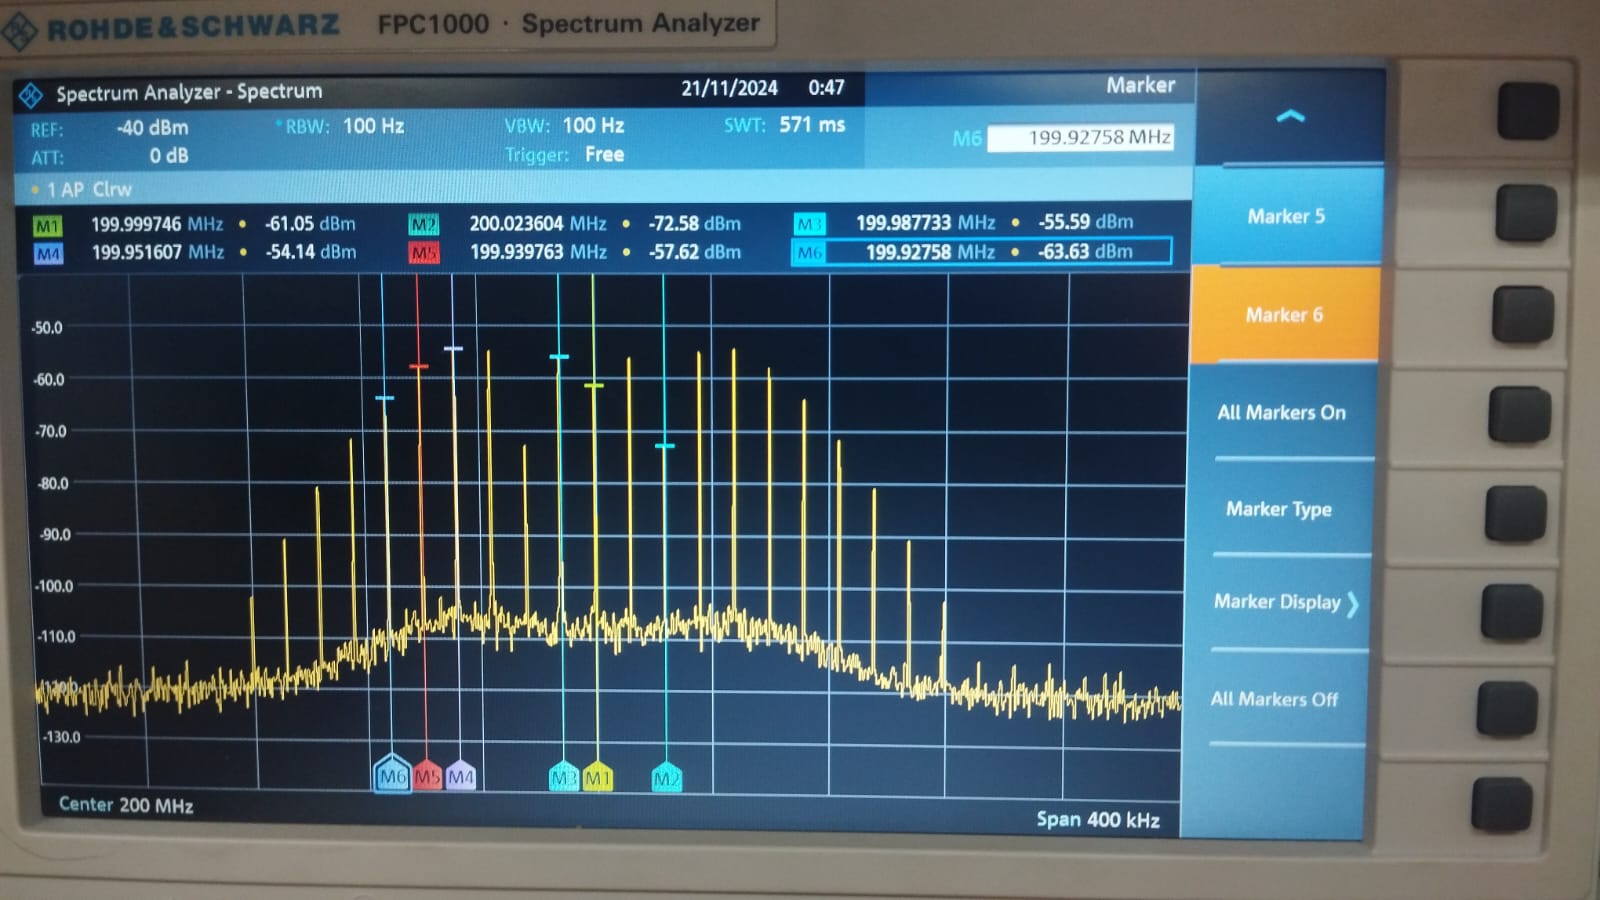 ROHDE & SCHWARZ FPC1000 · Spectrum Analyzer
Spectrum Analyzer - Spectrum 21/11/2024 0:47 Marker
REF: -40 dBm * RBW: 100 Hz VBW: 100 Hz SWT: 571 ms M6 199.92758 MHz
ATT: 0 dB Trigger: Free
• 1 AP Clrw
M1 199.999746 MHz • -61.05 dBm M2 200.023604 MHz • -72.58 dBm M3 199.987733 MHz • -55.59 dBm
M4 199.951607 MHz • -54.14 dBm M5 199.939763 MHz • -57.62 dBm M6 199.92758 MHz • -63.63 dBm
-50.0
-60.0
-70.0
-80.0
-90.0
-100.0
-110.0
-120.0
-130.0
M6 M5 M4 M3 M1 M2
Center 200 MHz Span 400 kHz
Marker 5
Marker 6
All Markers On
Marker Type
Marker Display
All Markers Off